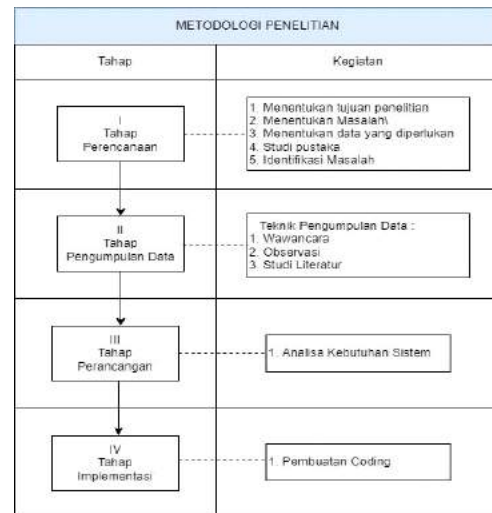 METODOLOGI PENELITIAN
Tahap
Kegiatan
I
Tahap
Perencanaan
1. Menentukan tujuan penelitian
2. Menentukan Masalah\
3. Menentukan data yang diperlukan
4. Studi pustaka
5. Identifikasi Masalah
II
Tahap
Pengumpulan Data
Teknik Pengumpulan Data :
1. Wawancara
2. Observasi
3. Studi Literatur
III
Tahap
Perancangan
1. Analisa Kebutuhan Sistem
IV
Tahap
Implementasi
1. Pembuatan Coding